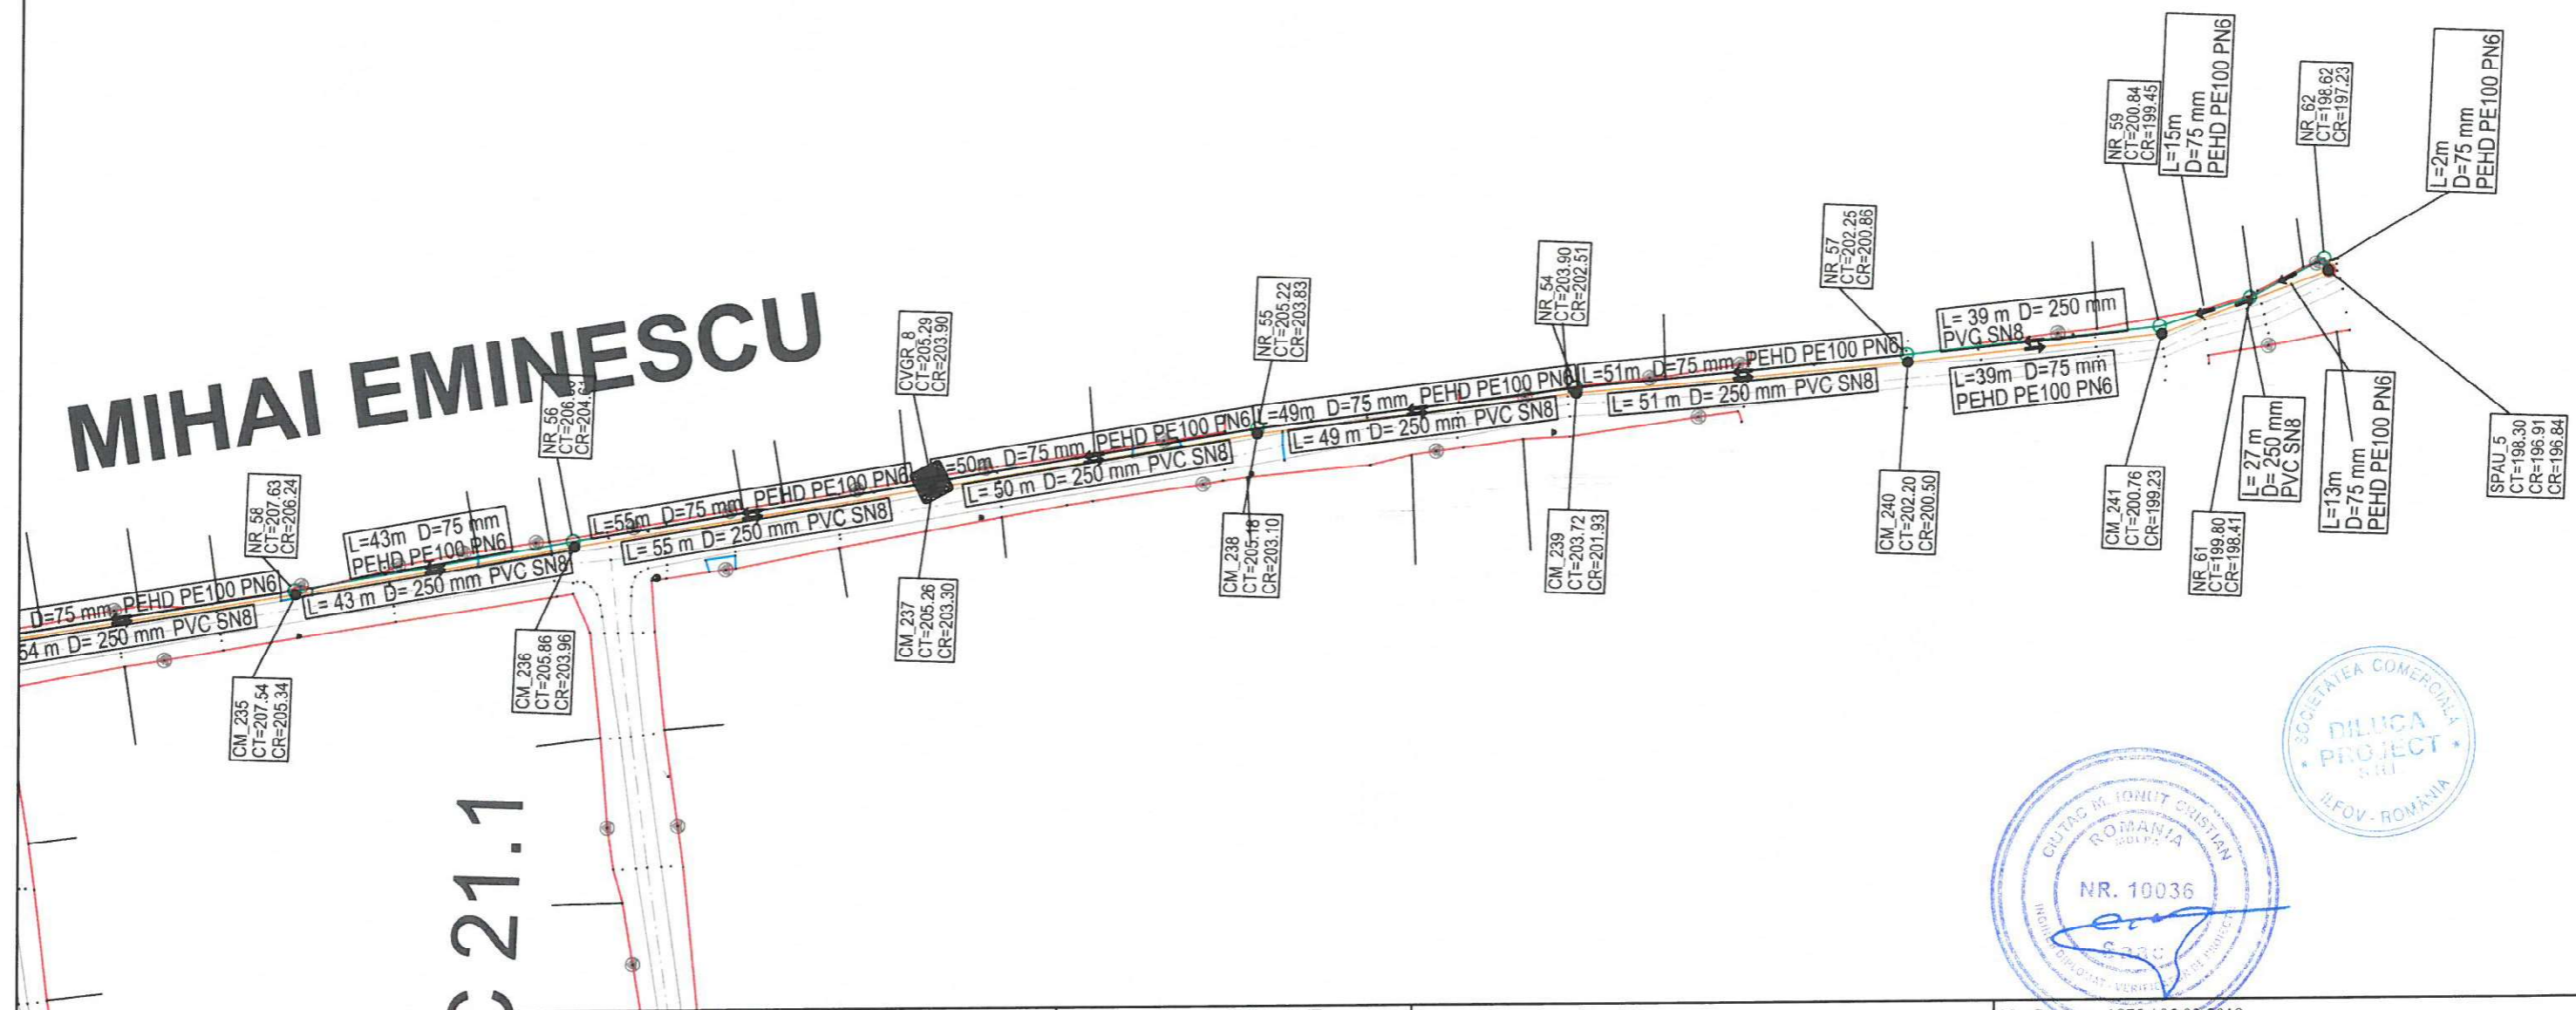 MIHAI EMINESCU
D=75 mm PEHD PE100 PN6
54 m D= 250 mm PVC SN8
NR_58
CT=207.63
CR=206.24
CM_235
CT=207.54
CR=205.34
L=43m D=75 mm
PEHD PE100 PN6
L= 43 m D= 250 mm PVC SN8
NR_56
CM_236
CT=205.86
CR=203.96
L=55m D=75 mm PEHD PE100 PN6
L= 55 m D= 250 mm PVC SN8
CVGR_8
CT=205.29
CR=203.90
CM_237
CT=205.26
CR=203.30
=50m D=75 mm PEHD PE100 PN6
L= 50 m D= 250 mm PVC SN8
NR_55
CT=205.22
CR=203.83
CM_238
CT=205.18
CR=203.10
L=49m D=75 mm PEHD PE100 PN6
L= 49 m D= 250 mm PVC SN8
NR_54
CT=203.90
CR=202.51
CM_239
CT=203.72
CR=201.93
L=51m D=75 mm PEHD PE100 PN6
L= 51 m D= 250 mm PVC SN8
NR_57
CT=202.25
CR=200.86
CM_240
CT=202.20
CR=200.50
L= 39 m D= 250 mm
PVC SN8
L=39m D=75 mm
PEHD PE100 PN6
NR_59
CT=200.84
CR=199.45
CM_241
CT=200.76
CR=199.23
L=15m
D=75 mm
PEHD PE100 PN6
NR_61
CT=199.80
CR=198.41
L= 27 m
D= 250 mm
PVC SN8
L=13m
D=75 mm
PEHD PE100 PN6
NR_62
CT=198.62
CR=197.23
L=2m
D=75 mm
PEHD PE100 PN6
SPAU_5
CT=198.30
CR=196.91
CR=196.84
C 21.1
SOCIETATEA COMERCIALA
DILUCA
PROJECT
ILFOV - ROMÂNIA
CIUTAC M. IONUT CRISTIAN
ROMANIA
NR. 10036